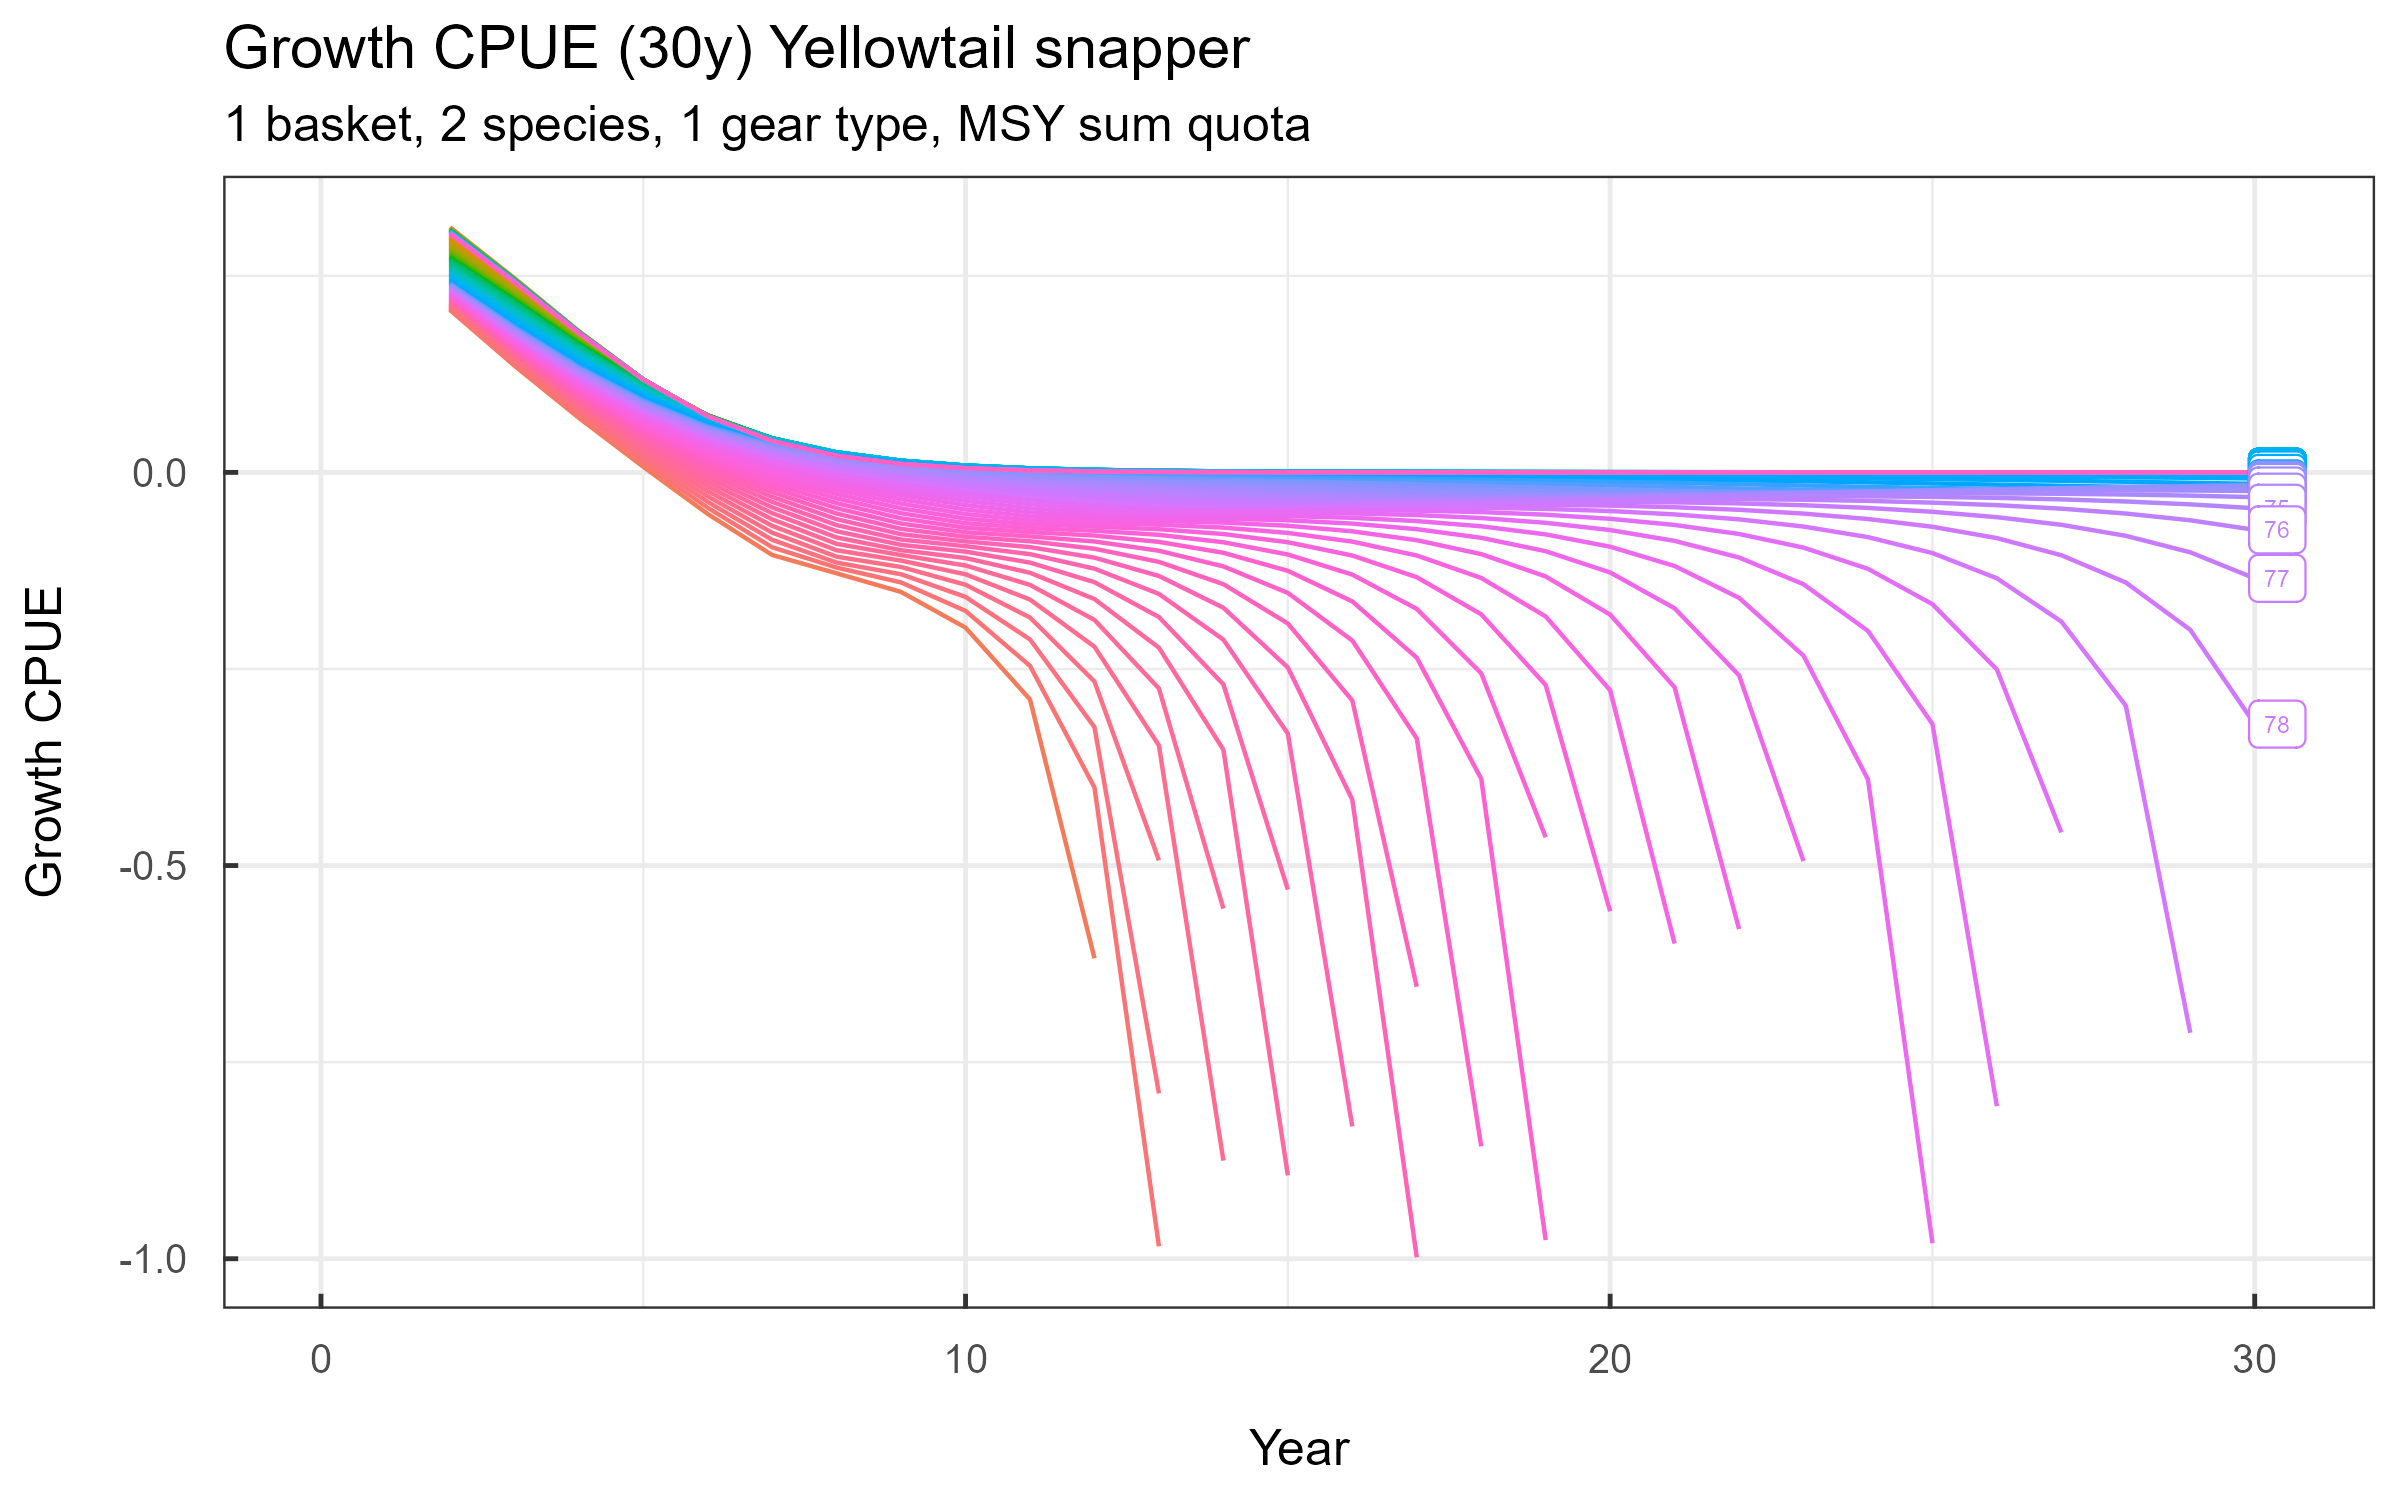 Growth CPUE (30y) Yellowtail snapper
1 basket, 2 species, 1 gear type, MSY sum quota
Growth CPUE
0.0
-0.5
-1.0
76
77
78
0
10
20
30
Year